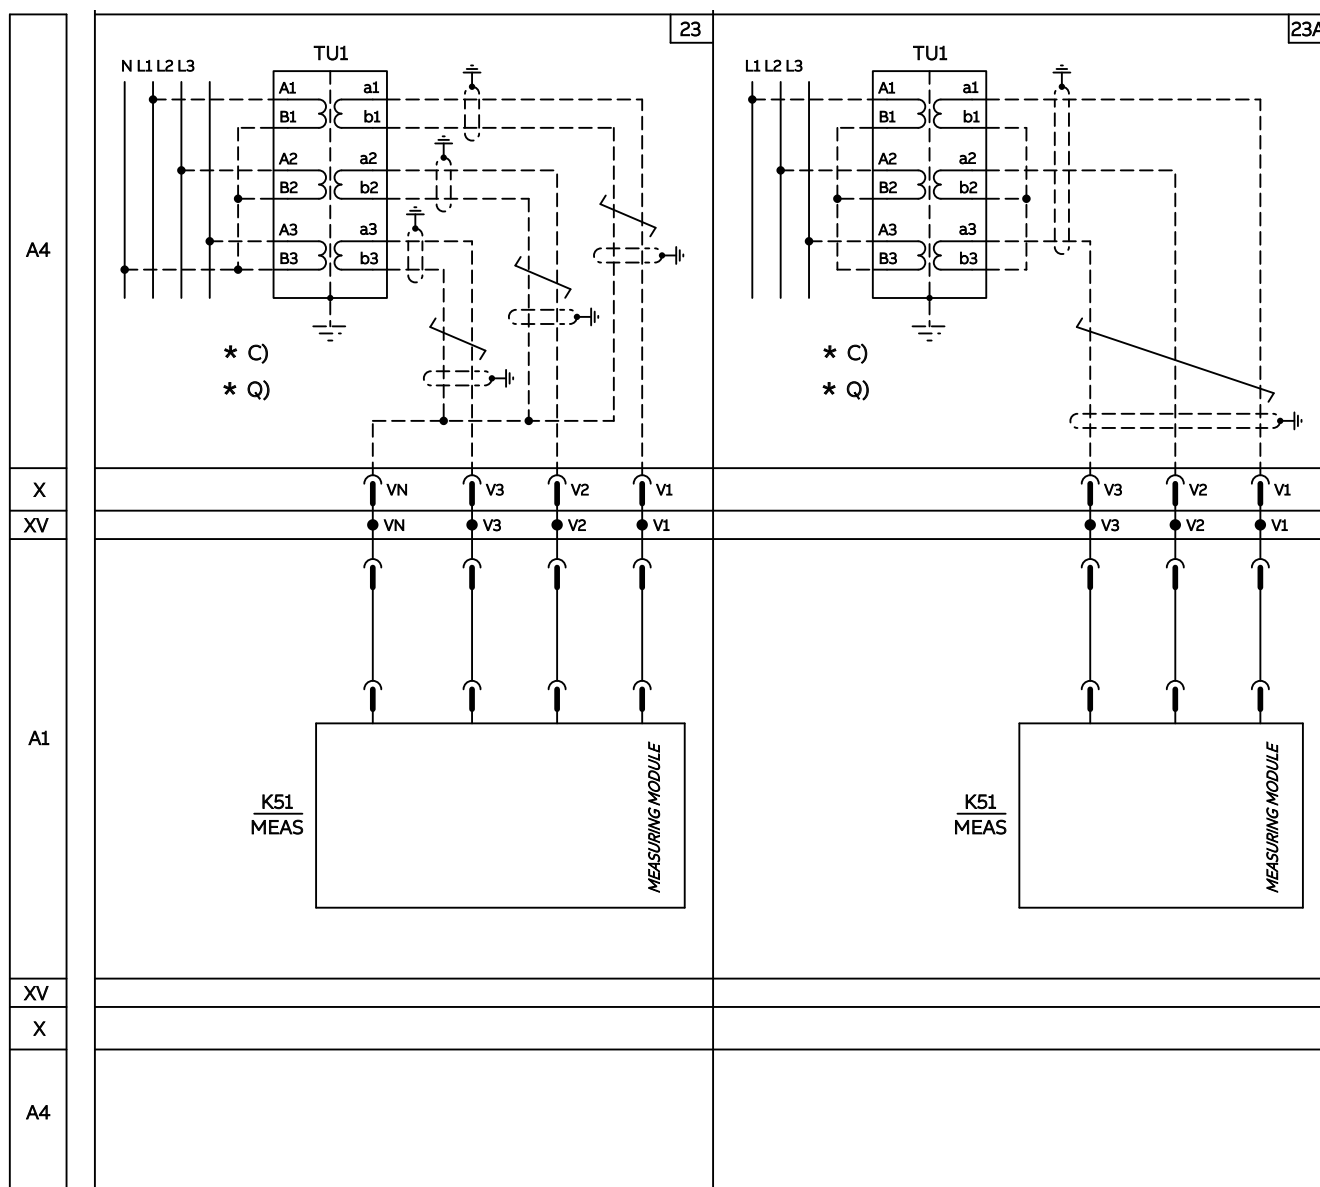 23
23A
TU1
TU1
N L1 L2 L3
L1 L2 L3
A1 a1
B1 b1
A2 a2
B2 b2
A3 a3
B3 b3
A1 a1
B1 b1
A2 a2
B2 b2
A3 a3
B3 b3
A4
* C)
* Q)
* C)
* Q)
X
VN V3 V2 V1
V3 V2 V1
XV
VN V3 V2 V1
V3 V2 V1
A1
K51
MEAS
MEASURING MODULE
K51
MEAS
MEASURING MODULE
XV
X
A4